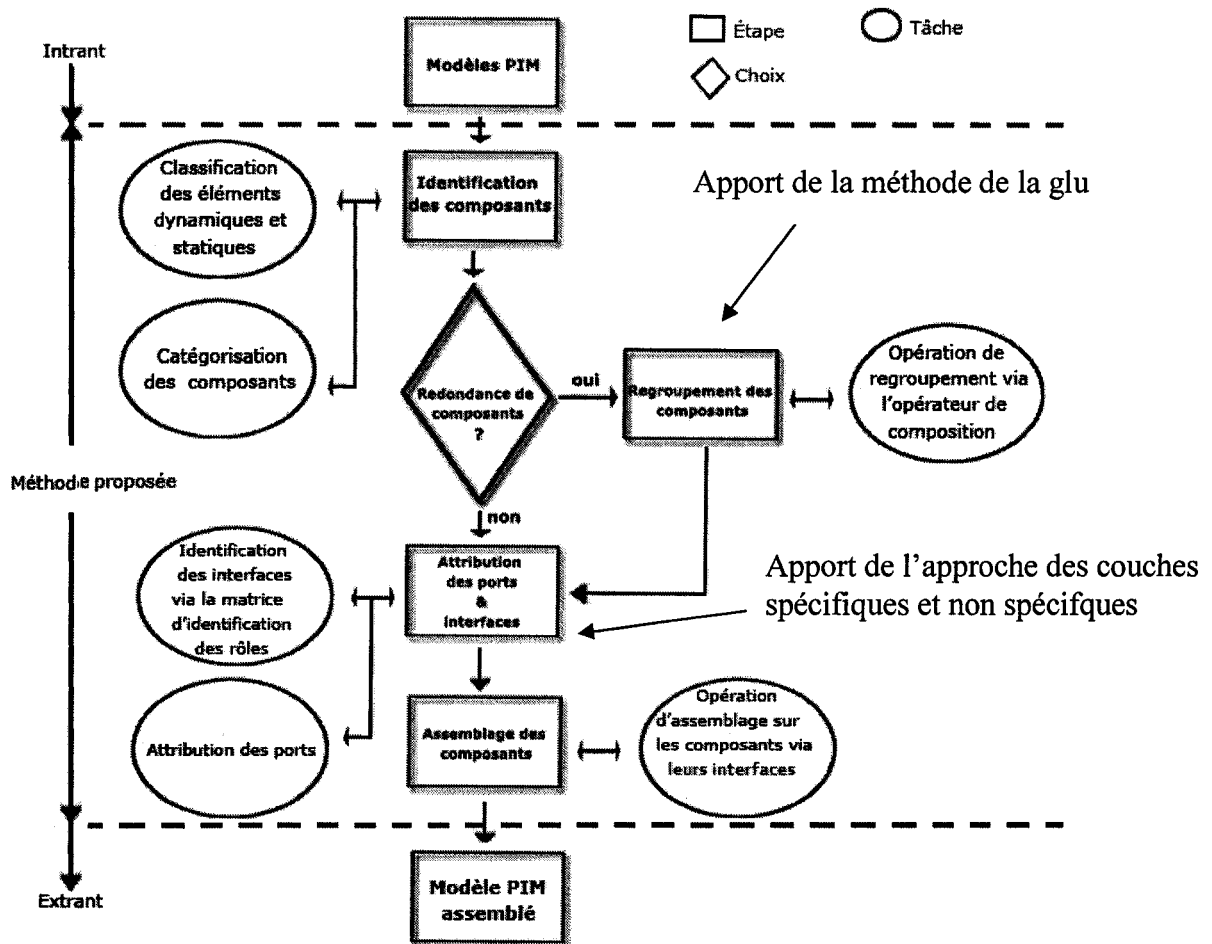 Étape
Tâche
Choix
Intrant
Modèles PIM
Classification
des éléments
dynamiques et
statiques
Identification
des composants
Apport de la méthode de la glu
Catégorisation
des composants
Redondance de
composants
?
oui
Regroupement des
composants
Opération de
regroupement via
l'opérateur de
composition
Méthode proposée
non
Identification
des interfaces
via la matrice
d'identification
des rôles
Attribution
des ports
&
interfaces
Apport de l'approche des couches
spécifiques et non spécifques
Attribution des ports
Assemblage des
composants
Opération
d'assemblage sur
les composants via
leurs interfaces
Extrant
Modèle PIM
assemblé